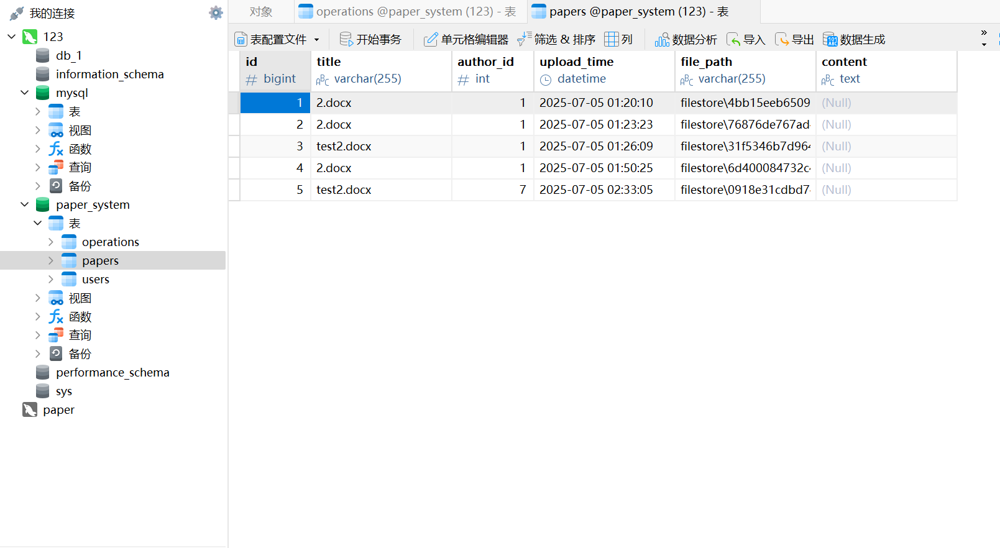 我的连接
123
db_1
information_schema
mysql
表
视图
函数
查询
备份
paper_system
表
operations
papers
users
视图
函数
查询
备份
performance_schema
sys
paper
对象 operations @paper_system (123) - 表 papers @paper_system (123) - 表
表配置文件 开始事务 单元格编辑器 筛选 & 排序 列 数据分析 导入 导出 数据生成
id title author_id upload_time file_path content
# bigint ABC varchar(255) # int datetime ABC varchar(255) ABC text
1 2.docx 1 2025-07-05 01:20:10 filestore\4bb15eeb6509 (Null)
2 2.docx 1 2025-07-05 01:23:23 filestore\76876de767ad (Null)
3 test2.docx 1 2025-07-05 01:26:09 filestore\31f5346b7d964 (Null)
4 2.docx 1 2025-07-05 01:50:25 filestore\6d400084732c (Null)
5 test2.docx 7 2025-07-05 02:33:05 filestore\0918e31cdbd7 (Null)